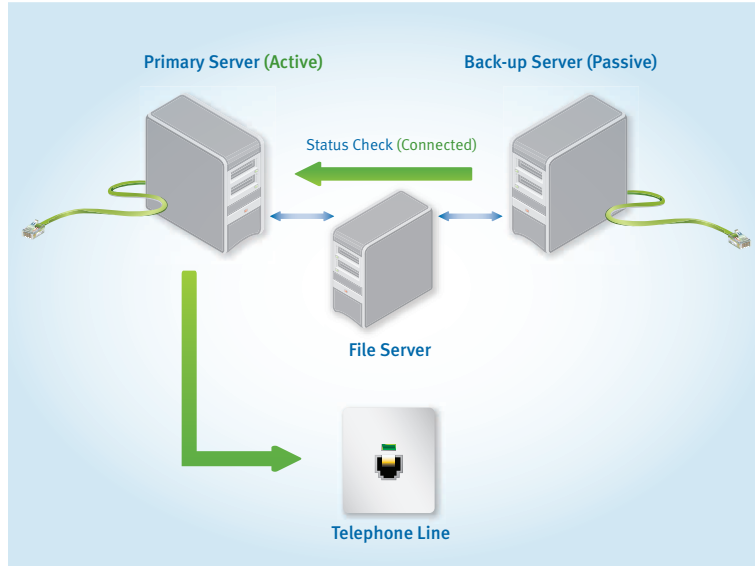 Primary Server (Active)
Back-up Server (Passive)
Status Check (Connected)
File Server
Telephone Line